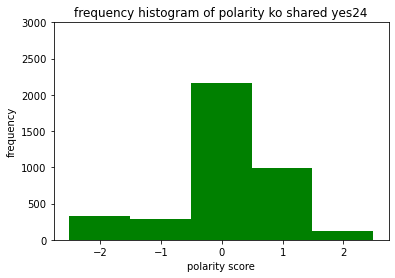 frequency histogram of polarity ko shared yes24
3000
2500
2000
1500
1000
500
0
frequency
−2 −1 0 1 2
polarity score